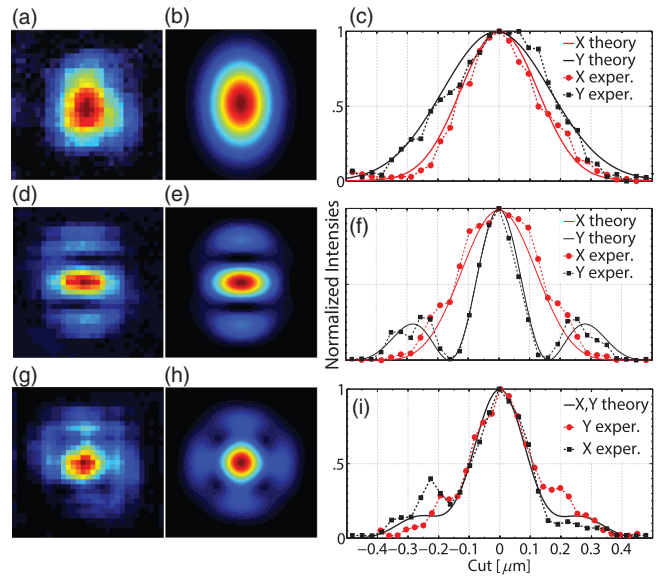 (a) (b) (c)
1
.5
0
X theory
Y theory
X exper.
Y exper.
(d) (e) (f)
X theory
Y theory
X exper.
Y exper.
Normalized Intensities
(g) (h) (i)
1
.5
0
X,Y theory
Y exper.
X exper.
−0.4 −0.3 −0.2 −0.1 0 0.1 0.2 0.3 0.4
Cut [μm]